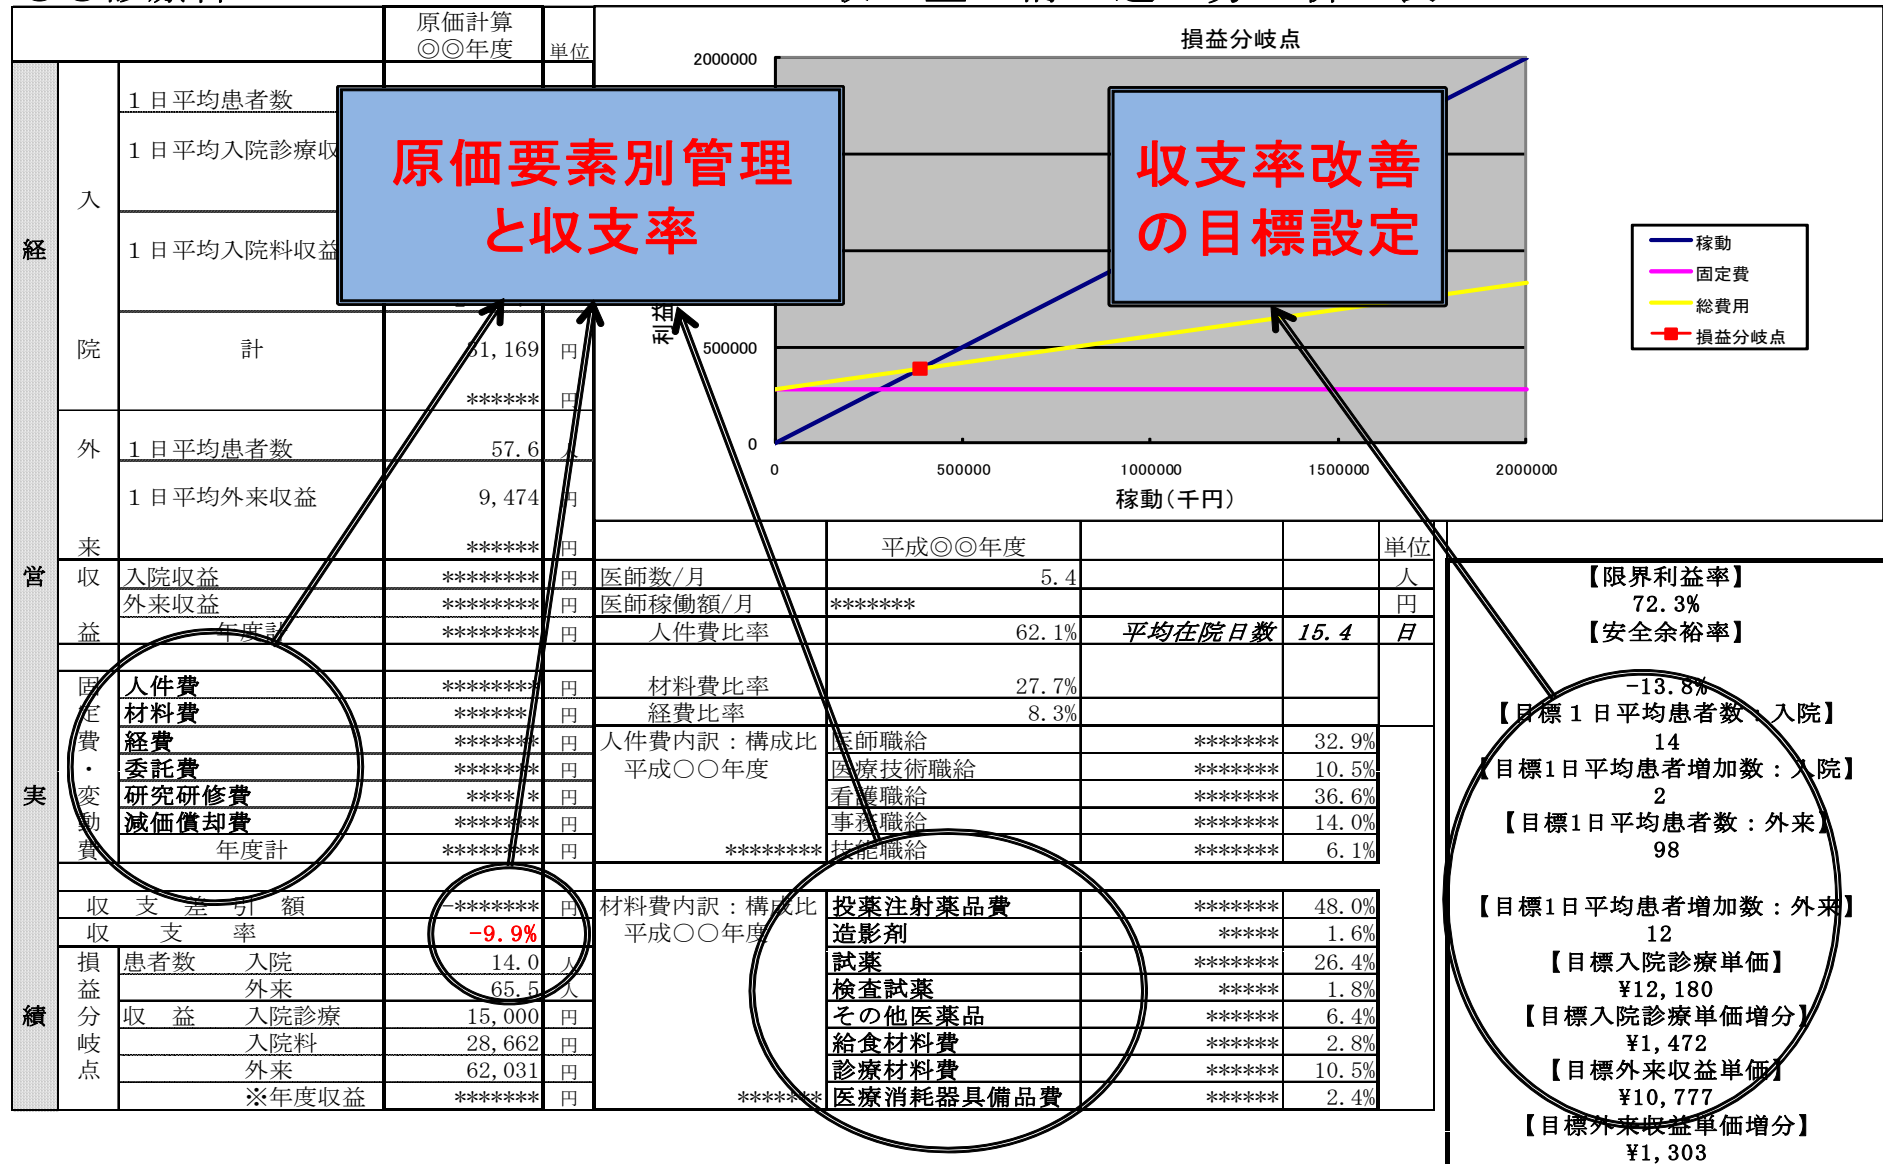 原価計算
◎◎年度
単位
１日平均患者数
１日平均入院診療収
１日平均入院料収益
入
院
計
31,169 円
****** 円
外
来
１日平均患者数 57.6 人
１日平均外来収益 9,474 円
****** 円
経
営
実
績
収
益
入院収益 ******** 円
外来収益 ******** 円
年度計 ******** 円
固
定
費
・
変
動
費
人件費 ******** 円
材料費 ******* 円
経費 ******* 円
委託費 ******* 円
研究研修費 ****** 円
減価償却費 ******* 円
年度計 ******** 円
収支差引額 -******* 円
収支率 -9.9%
損
益
分
岐
点
患者数 入院 14.0 人
外来 65.5 人
収益 入院診療 15,000 円
入院料 28,662 円
外来 62,031 円
※年度収益 ******* 円
原価要素別管理
と収支率
収支率改善
の目標設定
損益分岐点
2000000
500000
0
利益
0 500000 1000000 1500000 2000000
稼動(千円)
稼動
固定費
総費用
損益分岐点
平成◎◎年度 単位
医師数/月 5.4 人
医師稼働額/月 ******* 円
人件費比率 62.1% 平均在院日数 15.4 日
材料費比率 27.7%
経費比率 8.3%
人件費内訳：構成比 医師職給 ******* 32.9%
平成○○年度 医療技術職給 ******* 10.5%
看護職給 ******* 36.6%
事務職給 ******* 14.0%
******** 技能職給 ******* 6.1%
材料費内訳：構成比 投薬注射薬品費 ******* 48.0%
平成○○年度 造影剤 ***** 1.6%
試薬 ******* 26.4%
検査試薬 ***** 1.8%
その他医薬品 ****** 6.4%
給食材料費 ****** 2.8%
診療材料費 ****** 10.5%
******* 医療消耗器具備品費 ****** 2.4%
【限界利益率】
72.3%
【安全余裕率】
-13.8%
【目標１日平均患者数：入院】
14
【目標1日平均患者増加数：入院】
2
【目標1日平均患者数：外来】
98
【目標1日平均患者増加数：外来】
12
【目標入院診療単価】
¥12,180
【目標入院診療単価増分】
¥1,472
【目標外来収益単価】
¥10,777
【目標外来収益単価増分】
¥1,303